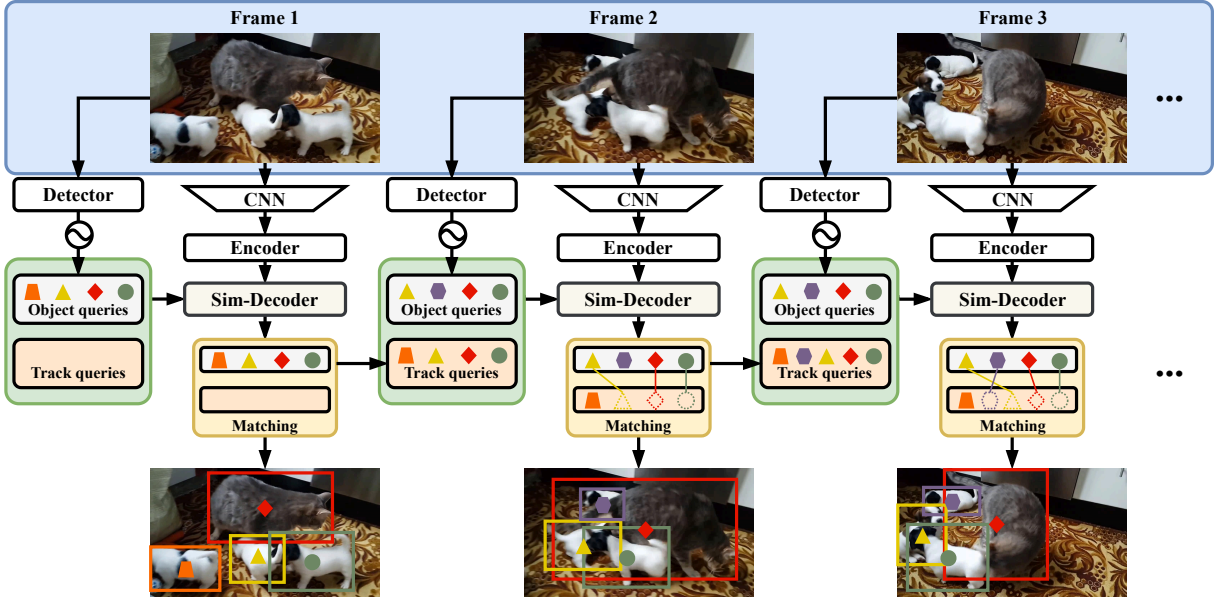 Frame 1 Frame 2 Frame 3
...
Detector CNN Detector CNN Detector CNN
Encoder Encoder Encoder
Object queries Sim-Decoder Object queries Sim-Decoder Object queries Sim-Decoder
Track queries Track queries Track queries
...
Matching Matching Matching